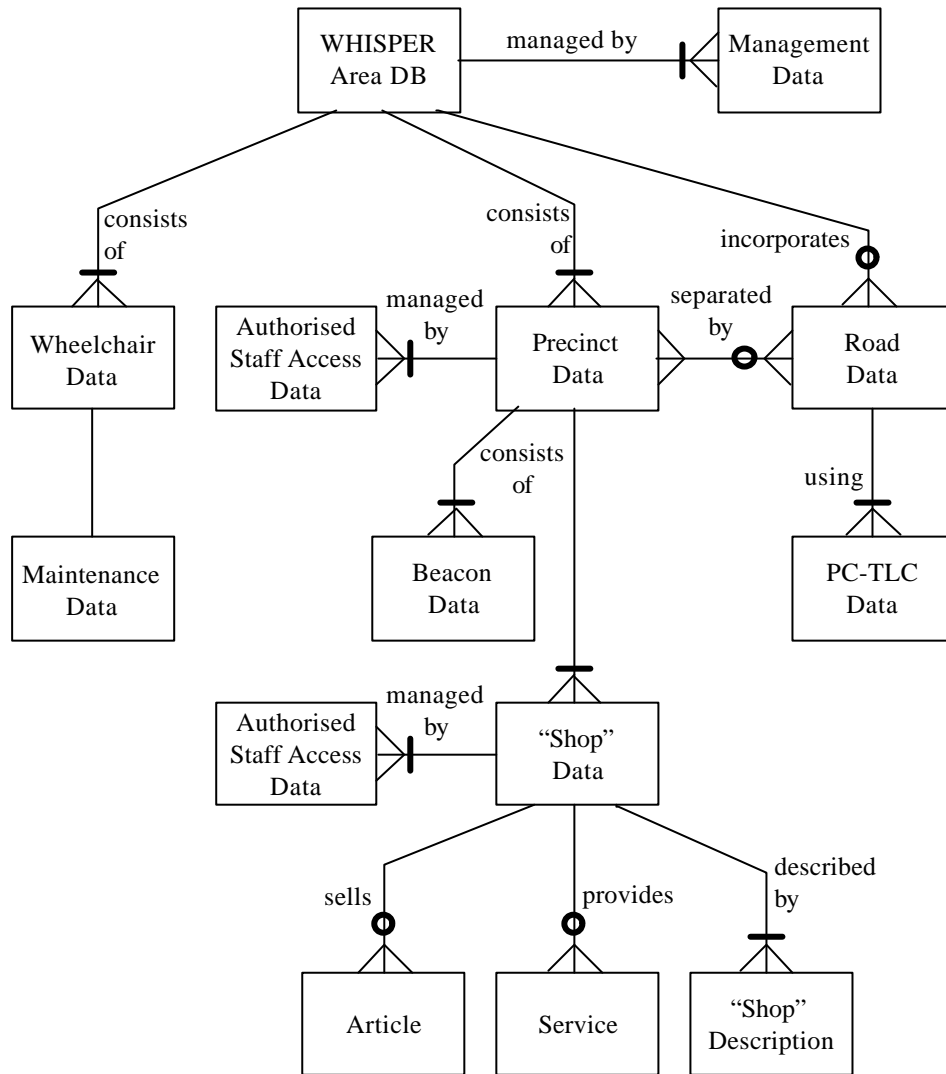 WHISPER
Area DB
managed by
Management
Data
consists
of
consists
of
incorporates
Wheelchair
Data
Authorised
Staff Access
Data
managed
by
Precinct
Data
separated
by
Road
Data
consists
of
using
Maintenance
Data
Beacon
Data
PC-TLC
Data
Authorised
Staff Access
Data
managed
by
“Shop”
Data
sells
provides
described
by
Article
Service
“Shop”
Description